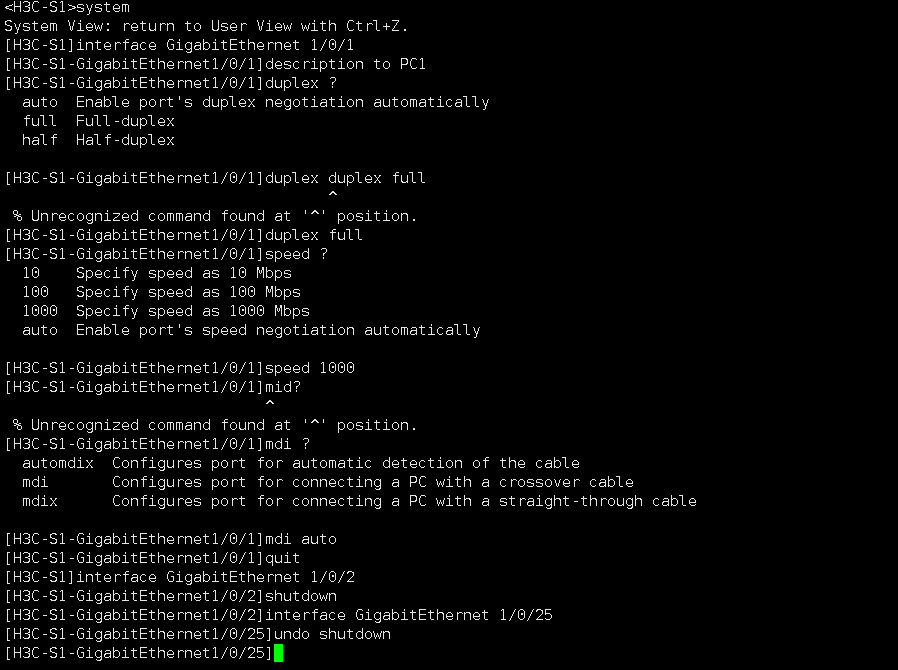 <H3C-S1>system
System View: return to User View with Ctrl+Z.
[H3C-S1]interface GigabitEthernet 1/0/1
[H3C-S1-GigabitEthernet1/0/1]description to PC1
[H3C-S1-GigabitEthernet1/0/1]duplex ?
  auto  Enable port's duplex negotiation automatically
  full  Full-duplex
  half  Half-duplex

[H3C-S1-GigabitEthernet1/0/1]duplex duplex full
                                    ^
 % Unrecognized command found at '^' position.
[H3C-S1-GigabitEthernet1/0/1]duplex full
[H3C-S1-GigabitEthernet1/0/1]speed ?
  10    Specify speed as 10 Mbps
  100   Specify speed as 100 Mbps
  1000  Specify speed as 1000 Mbps
  auto  Enable port's speed negotiation automatically

[H3C-S1-GigabitEthernet1/0/1]speed 1000
[H3C-S1-GigabitEthernet1/0/1]mid?
                             ^
 % Unrecognized command found at '^' position.
[H3C-S1-GigabitEthernet1/0/1]mdi ?
  automdix  Configures port for automatic detection of the cable
  mdi       Configures port for connecting a PC with a crossover cable
  mdix      Configures port for connecting a PC with a straight-through cable

[H3C-S1-GigabitEthernet1/0/1]mdi auto
[H3C-S1-GigabitEthernet1/0/1]quit
[H3C-S1]interface GigabitEthernet 1/0/2
[H3C-S1-GigabitEthernet1/0/2]shutdown
[H3C-S1-GigabitEthernet1/0/2]interface GigabitEthernet 1/0/25
[H3C-S1-GigabitEthernet1/0/25]undo shutdown
[H3C-S1-GigabitEthernet1/0/25]